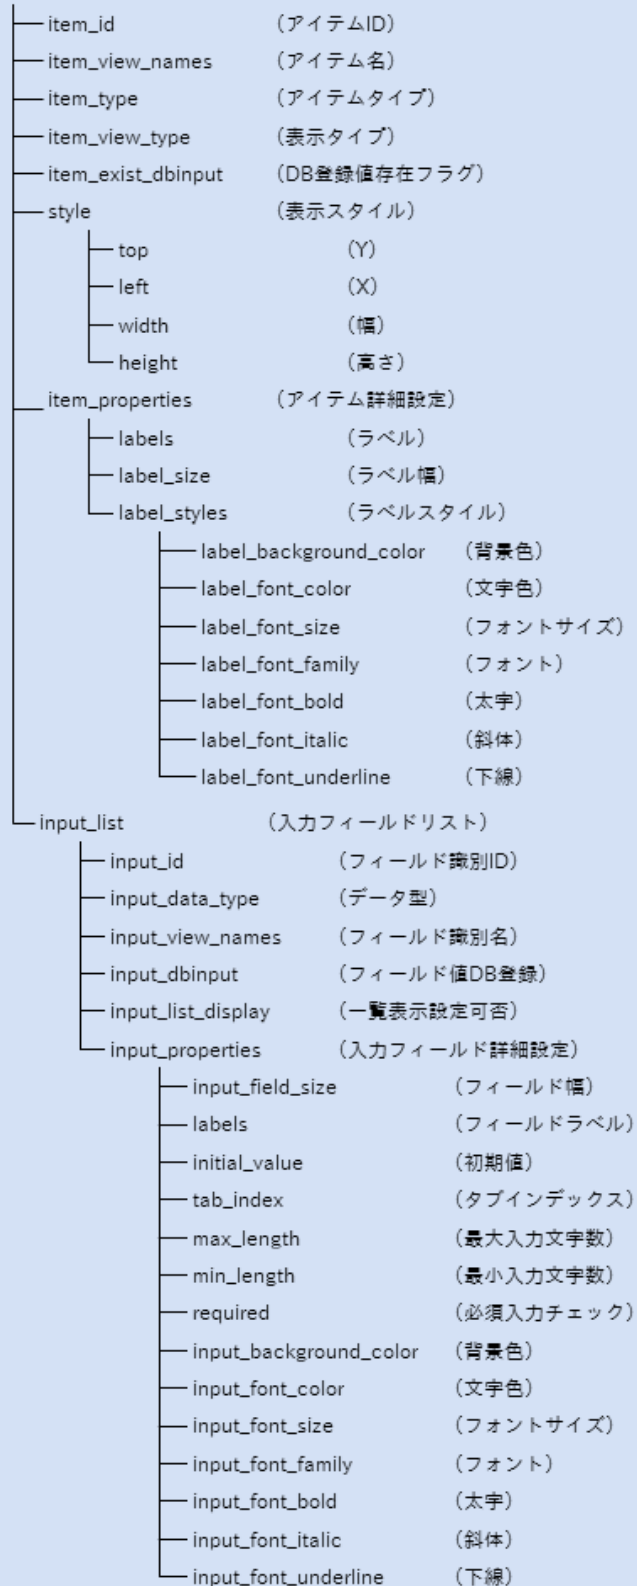 item_id （アイテムID）
item_view_names （アイテム名）
item_type （アイテムタイプ）
item_view_type （表示タイプ）
item_exist_dbinput （DB登録値存在フラグ）
style （表示スタイル）
top （Y）
left （X）
width （幅）
height （高さ）
item_properties （アイテム詳細設定）
labels （ラベル）
label_size （ラベル幅）
label_styles （ラベルスタイル）
label_background_color （背景色）
label_font_color （文字色）
label_font_size （フォントサイズ）
label_font_family （フォント）
label_font_bold （太字）
label_font_italic （斜体）
label_font_underline （下線）
input_list （入力フィールドリスト）
input_id （フィールド識別ID）
input_data_type （データ型）
input_view_names （フィールド識別名）
input_dbinput （フィールド値DB登録）
input_list_display （一覧表示設定可否）
input_properties （入力フィールド詳細設定）
input_field_size （フィールド幅）
labels （フィールドラベル）
initial_value （初期値）
tab_index （タブインデックス）
max_length （最大入力文字数）
min_length （最小入力文字数）
required （必須入力チェック）
input_background_color （背景色）
input_font_color （文字色）
input_font_size （フォントサイズ）
input_font_family （フォント）
input_font_bold （太字）
input_font_italic （斜体）
input_font_underline （下線）